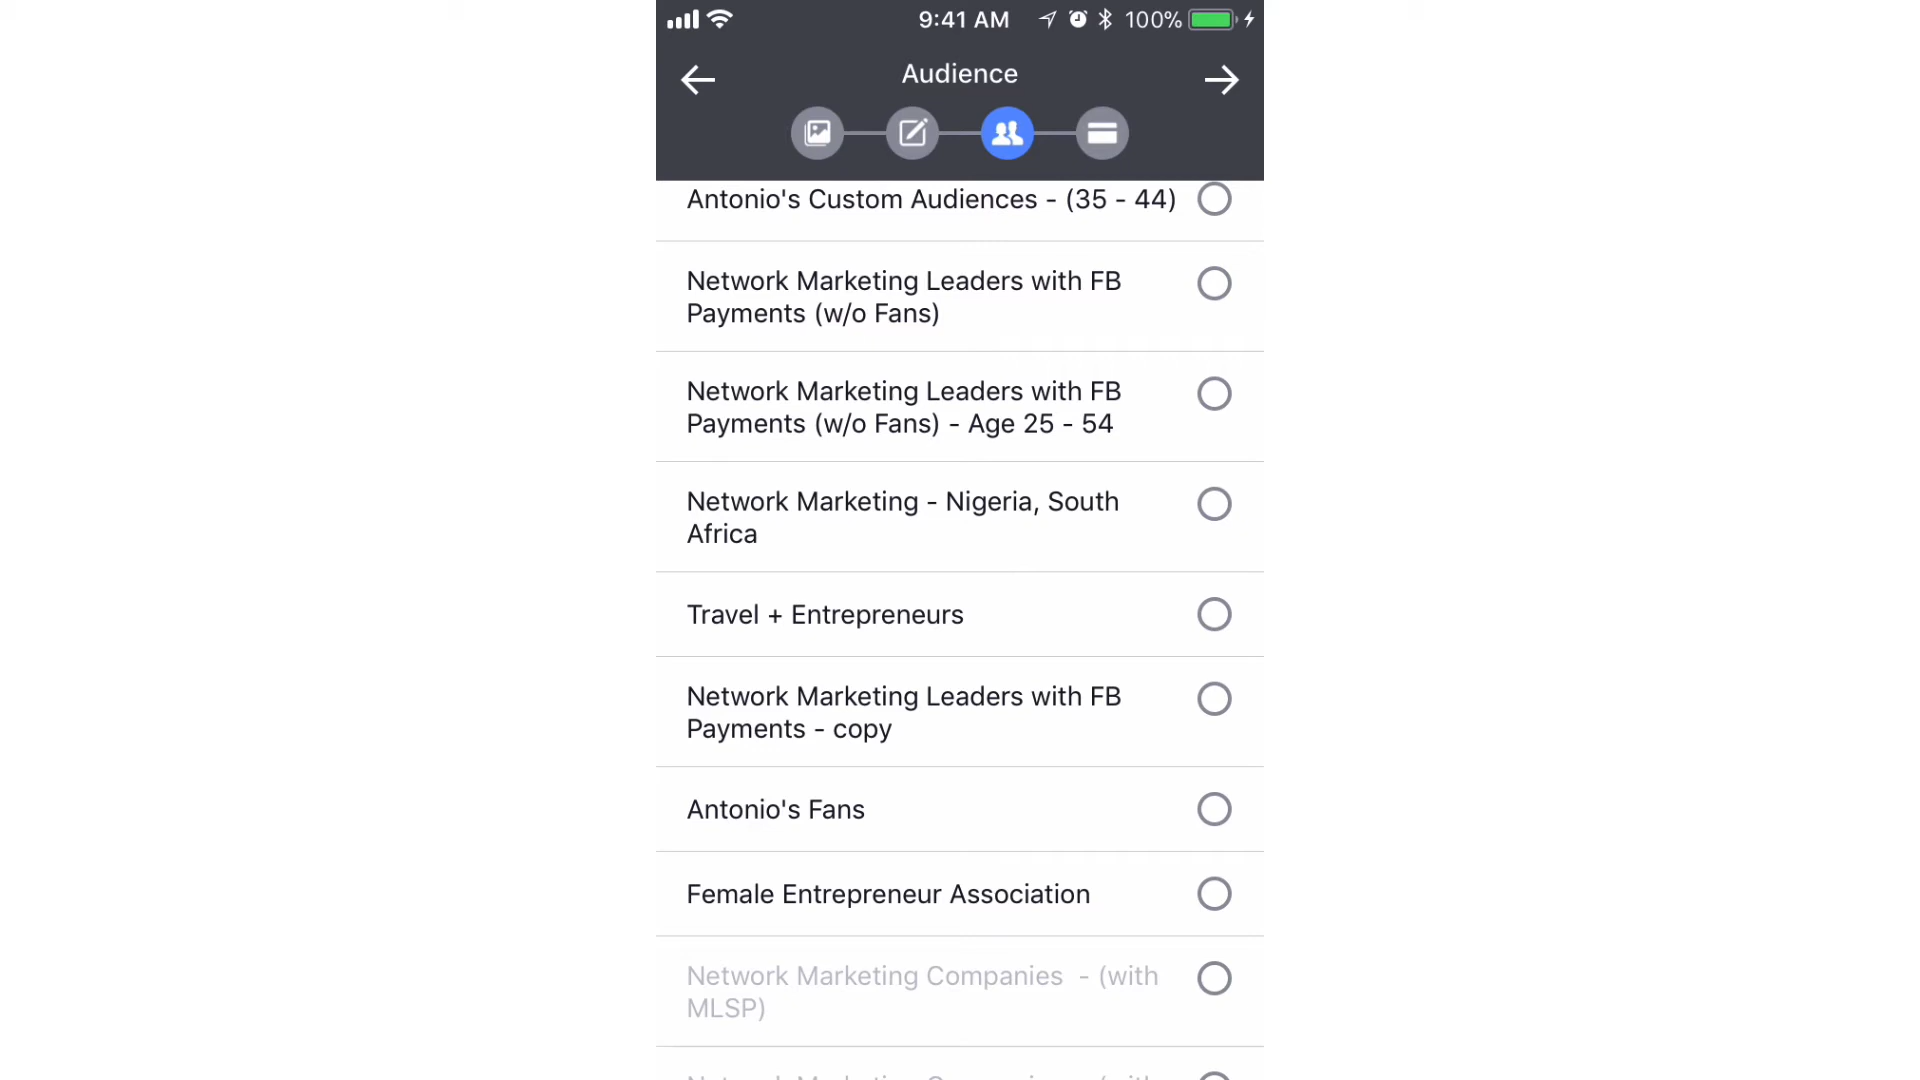 9:41 AM 100%
Audience
Antonio's Custom Audiences - (35 - 44)
Network Marketing Leaders with FB
Payments (w/o Fans)
Network Marketing Leaders with FB
Payments (w/o Fans) - Age 25 - 54
Network Marketing - Nigeria, South
Africa
Travel + Entrepreneurs
Network Marketing Leaders with FB
Payments - copy
Antonio's Fans
Female Entrepreneur Association
Network Marketing Companies - (with
MLSP)